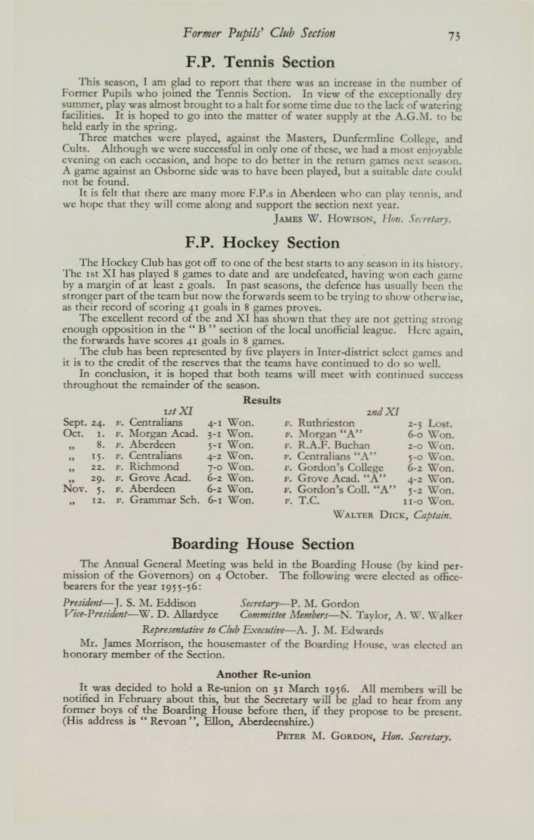 Former Pupils' Club Section 73
F.P. Tennis Section
This season, I am glad to report that there was an increase in the number of
Former Pupils who joined the Tennis Section. In view of the exceptionally dry
summer, play was almost brought to a halt for some time due to the lack of watering
facilities. It is hoped to go into the matter of water supply at the A.G.M. to be
held early in the spring.
Three matches were played, against the Masters, Dunfermline College, and
Cults. Although we were successful in only one of these, we had a most enjoyable
evening on each occasion, and hope to do better in the return games next season.
A game against an Osborne side was to have been played, but a suitable date could
not be found.
It is felt that there are many more F.P.s in Aberdeen who can play tennis, and
we hope that they will come along and support the section next year.
JAMES W. HOWISON, Hon. Secretary.
F.P. Hockey Section
The Hockey Club has got off to one of the best starts to any season in its history.
The 1st XI has played 8 games to date and are undefeated, having won each game
by a margin of at least 2 goals. In past seasons, the defence has usually been the
stronger part of the team but now the forwards seem to be trying to show otherwise,
as their record of scoring 41 goals in 8 games proves.
The excellent record of the 2nd XI has shown that they are not getting strong
enough opposition in the "B" section of the local unofficial league. Here again,
the forwards have scores 41 goals in 8 games.
The club has been represented by five players in Inter-district select games and
it is to the credit of the reserves that the teams have continued to do so well.
In conclusion, it is hoped that both teams will meet with continued success
throughout the remainder of the season.
Results
1st XI 2nd XI
Sept. 24. v. Centralians 4-1 Won. v. Ruthrieston 2-3 Lost.
Oct. 1. v. Morgan Acad. 3-1 Won. v. Morgan "A" 6-0 Won.
„ 8. v. Aberdeen 5-1 Won. v. R.A.F. Buchan 2-0 Won.
„ 15. v. Centralians 4-2 Won. v. Centralians "A" 5-0 Won.
„ 22. v. Richmond 7-0 Won. v. Gordon's College 6-2 Won.
„ 29. v. Grove Acad. 6-2 Won. v. Grove Acad. "A" 4-2 Won.
Nov. 5. v. Aberdeen 6-2 Won. v. Gordon's Coll. "A" 5-2 Won.
„ 12. v. Grammar Sch. 6-1 Won. v. T.C. 11-0 Won.
WALTER DICK, Captain.
Boarding House Section
The Annual General Meeting was held in the Boarding House (by kind per-
mission of the Governors) on 4 October. The following were elected as office-
bearers for the year 1955-56:
President—J. S. M. Eddison Secretary—P. M. Gordon
Vice-President—W. D. Allardyce Committee Members—N. Taylor, A. W. Walker
Representative to Club Executive—A. J. M. Edwards
Mr. James Morrison, the housemaster of the Boarding House, was elected an
honorary member of the Section.
Another Re-union
It was decided to hold a Re-union on 31 March 1956. All members will be
notified in February about this, but the Secretary will be glad to hear from any
former boys of the Boarding House before then, if they propose to be present.
(His address is "Revoan", Ellon, Aberdeenshire.)
PETER M. GORDON, Hon. Secretary.